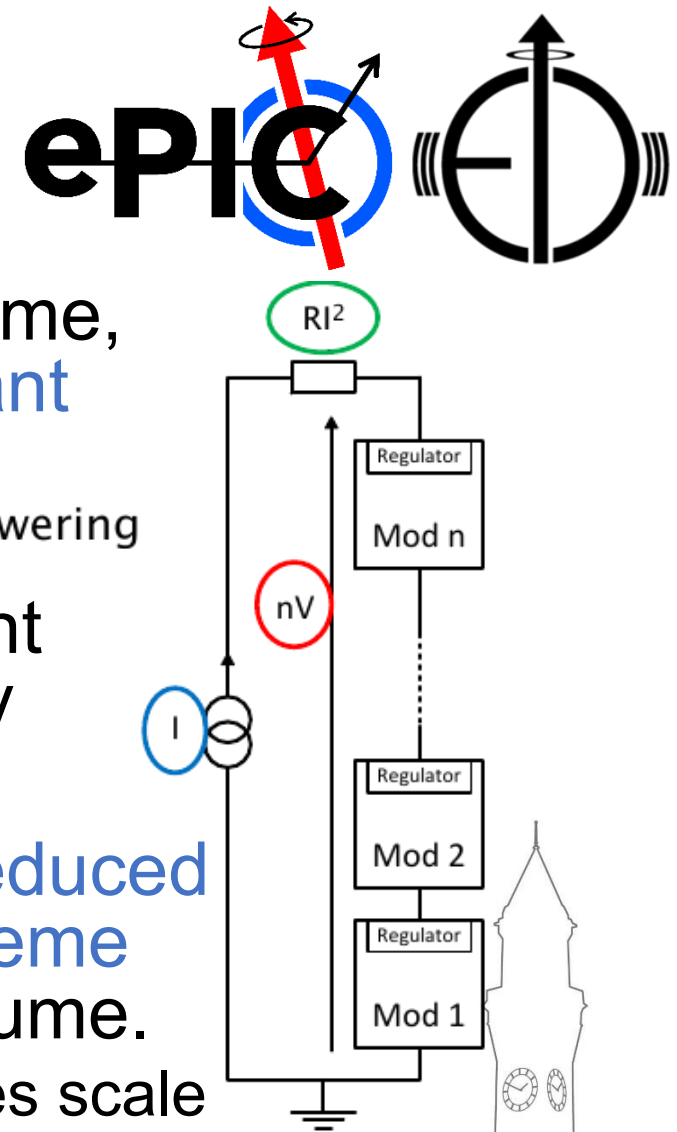 ePIC
me,
ant
wering
nt
y
educed
eme
ume.
es scale
RI²
Regulator
Mod n
nV
I
Regulator
Mod 2
Regulator
Mod 1